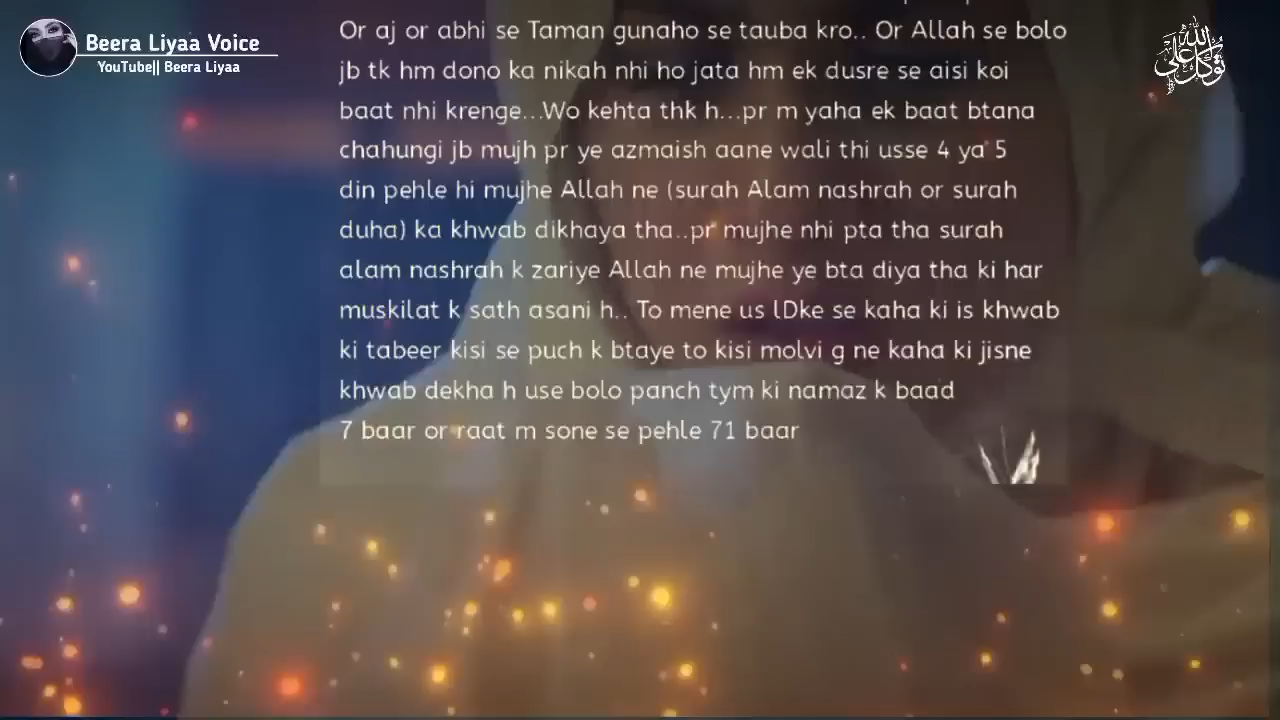 Beera Liyaa Voice
YouTube|| Beera Liyaa
توكلت على الله
Or aj or abhi se Taman gunaho se tauba kro.. Or Allah se bolo
jb tk hm dono ka nikah nhi ho jata hm ek dusre se aisi koi
baat nhi krenge...Wo kehta thk h...pr m yaha ek baat btana
chahungi jb mujh pr ye azmaish aane wali thi usse 4 ya 5
din pehle hi mujhe Allah ne (surah Alam nashrah or surah
duha) ka khwab dikhaya tha..pr mujhe nhi pta tha surah
alam nashrah k zariye Allah ne mujhe ye bta diya tha ki har
muskilat k sath asani h.. To mene us lDke se kaha ki is khwab
ki tabeer kisi se puch k btaye to kisi molvi g ne kaha ki jisne
khwab dekha h use bolo panch tym ki namaz k baad
7 baar or raat m sone se pehle 71 baar